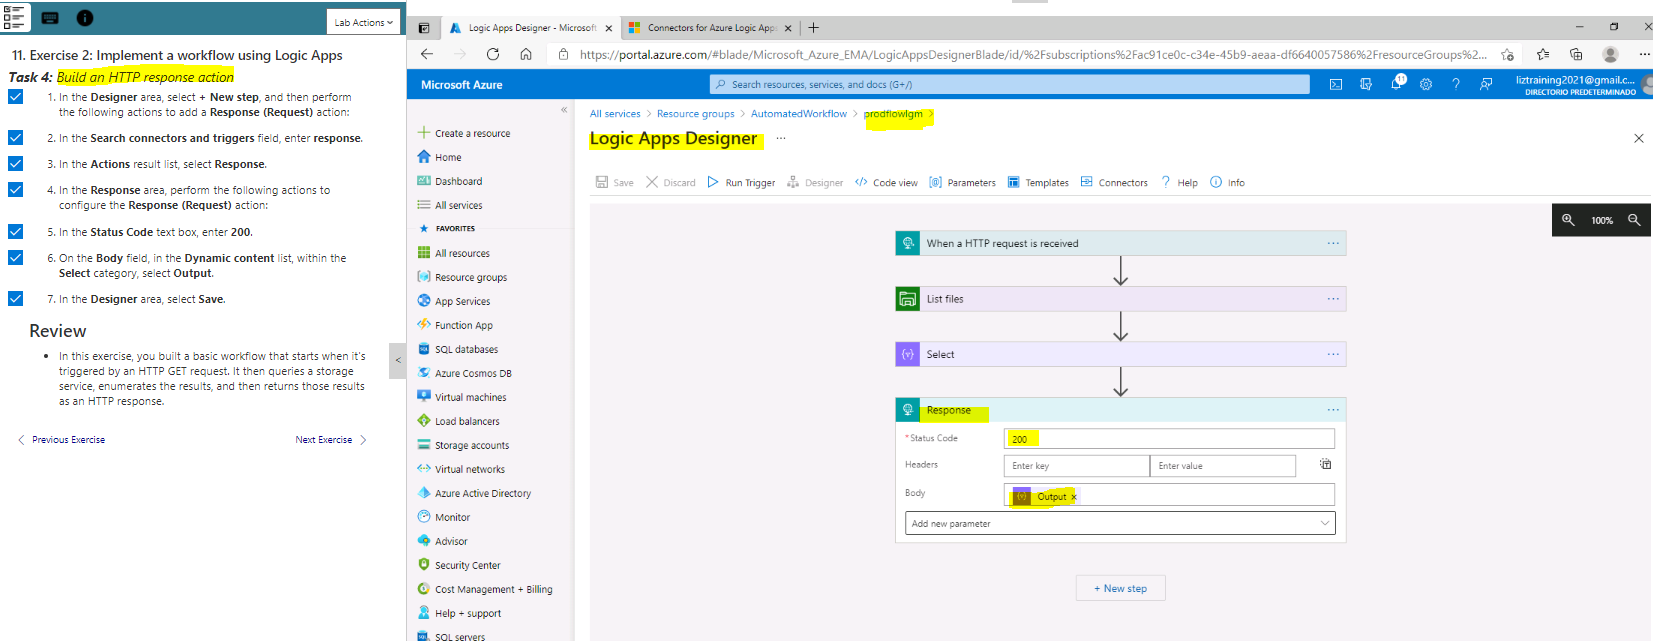 Lab Actions
11. Exercise 2: Implement a workflow using Logic Apps
Task 4: Build an HTTP response action
1. In the Designer area, select + New step, and then perform
the following actions to add a Response (Request) action:
2. In the Search connectors and triggers field, enter response.
3. In the Actions result list, select Response.
4. In the Response area, perform the following actions to
configure the Response (Request) action:
5. In the Status Code text box, enter 200.
6. On the Body field, in the Dynamic content list, within the
Select category, select Output.
7. In the Designer area, select Save.
Review
• In this exercise, you built a basic workflow that starts when it's
triggered by an HTTP GET request. It then queries a storage
service, enumerates the results, and then returns those results
as an HTTP response.
Previous Exercise
Next Exercise
Logic Apps Designer - Microsoft
Connectors for Azure Logic Apps
https://portal.azure.com/#blade/Microsoft_Azure_EMA/LogicAppsDesignerBlade/id/%2Fsubscriptions%2Fac91ce0c-c34e-45b9-aeaa-df6640057586%2FresourceGroups%2...
Microsoft Azure
Search resources, services, and docs (G+/)
11
liztraining2021@gmail.c...
DIRECTORIO PREDETERMINADO
Create a resource
Home
Dashboard
All services
FAVORITES
All resources
Resource groups
App Services
Function App
SQL databases
Azure Cosmos DB
Virtual machines
Load balancers
Storage accounts
Virtual networks
Azure Active Directory
Monitor
Advisor
Security Center
Cost Management + Billing
Help + support
SQL servers
All services > Resource groups > AutomatedWorkflow > prodflowlgm >
Logic Apps Designer ...
Save Discard Run Trigger Designer Code view Parameters Templates Connectors Help Info
100%
When a HTTP request is received
List files
Select
Response
* Status Code
200
Headers
Enter key
Enter value
Body
Output ×
Add new parameter
+ New step